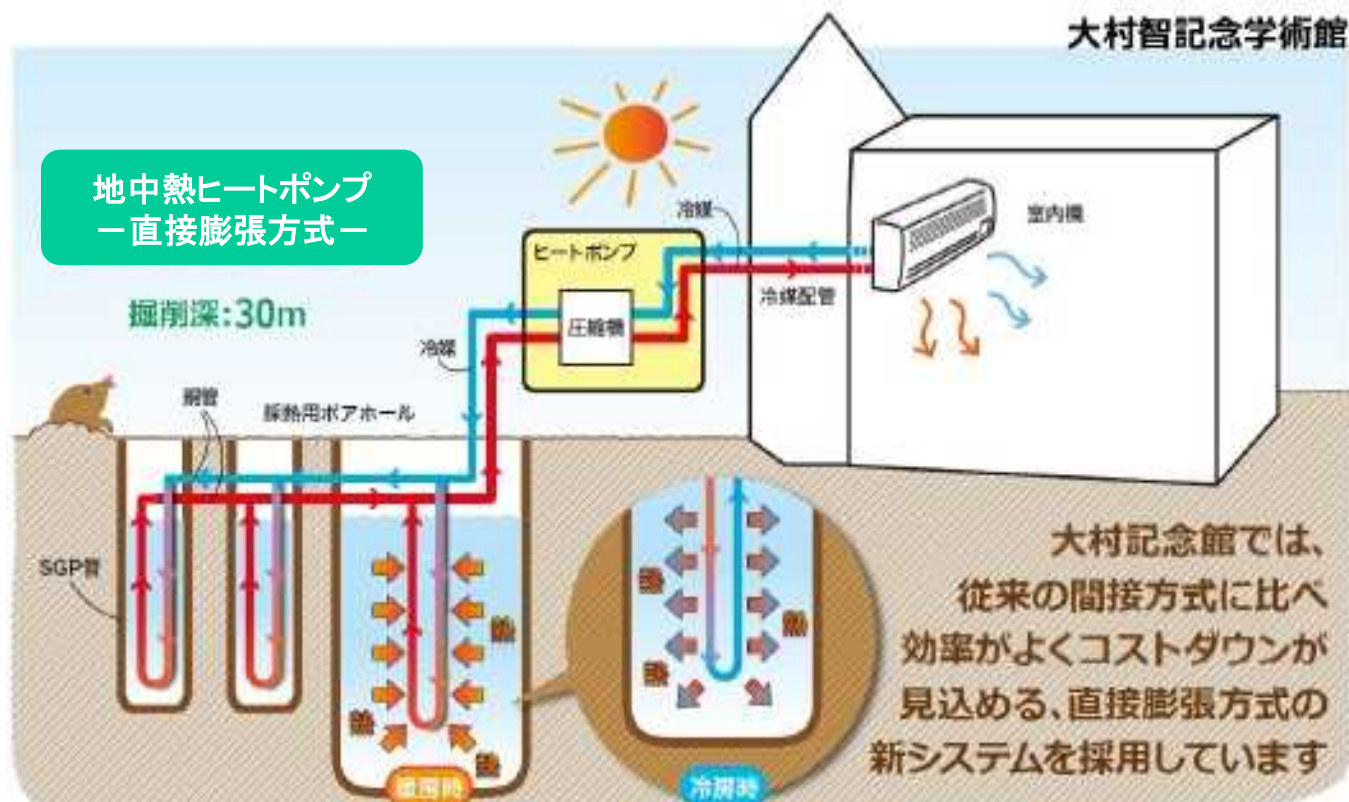 大村智記念学術館
地中熱ヒートポンプ
－直接膨張方式－
掘削深:30m
ヒートポンプ
圧縮機
冷媒
冷媒配管
室内機
冷媒
銅管
採熱用ボアホール
SGP管
熱
熱
熱
熱
熱
熱
暖房時
冷房時
大村記念館では、
従来の間接方式に比べ
効率がよくコストダウンが
見込める、直接膨張方式の
新システムを採用しています